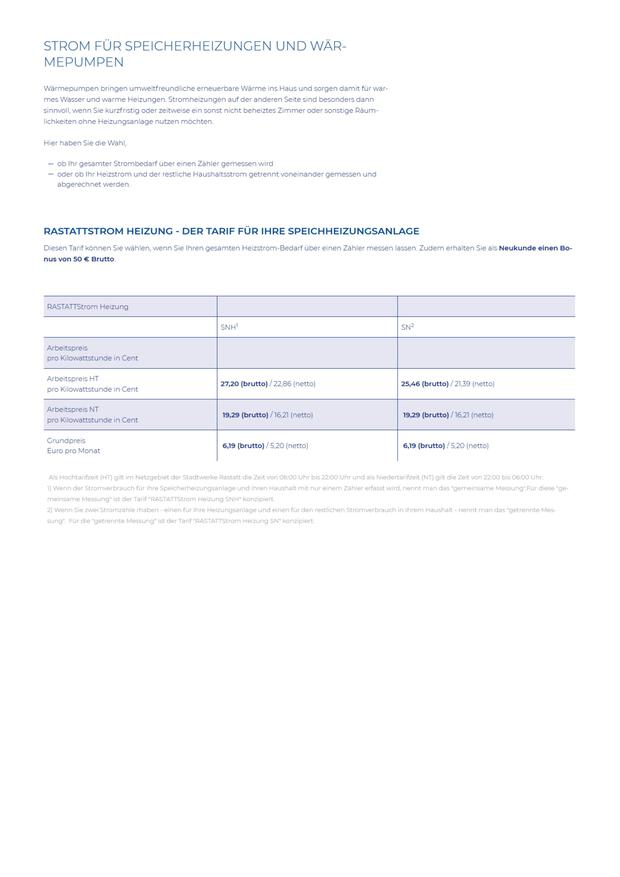 STROM FÜR SPEICHERHEIZUNGEN UND WÄR-
MEPUMPEN
Wärmepumpen bringen umweltfreundliche erneuerbare Wärme ins Haus und sorgen damit für war-
mes Wasser und warme Heizungen. Stromheizungen auf der anderen Seite sind besonders dann
sinnvoll, wenn Sie kurzfristig oder zeitweise ein sonst nicht beheiztes Zimmer oder sonstige Räum-
lichkeiten ohne Heizungsanlage nutzen möchten.
Hier haben Sie die Wahl,
— ob Ihr gesamter Strombedarf über einen Zähler gemessen wird
— oder ob Ihr Heizstrom und der restliche Haushaltsstrom getrennt voneinander gemessen und
abgerechnet werden.
RASTATTSTROM HEIZUNG - DER TARIF FÜR IHRE SPEICHHEIZUNGSANLAGE
Diesen Tarif können Sie wählen, wenn Sie Ihren gesamten Heizstrom-Bedarf über einen Zähler messen lassen. Zudem erhalten Sie als Neukunde einen Bo-
nus von 50 € Brutto.
RASTATTStrom Heizung
SNH¹ SN²
Arbeitspreis
pro Kilowattstunde in Cent
Arbeitspreis HT
pro Kilowattstunde in Cent
27,20 (brutto) / 22,86 (netto) 25,46 (brutto) / 21,39 (netto)
Arbeitspreis NT
pro Kilowattstunde in Cent
19,29 (brutto) / 16,21 (netto) 19,29 (brutto) / 16,21 (netto)
Grundpreis
Euro pro Monat
6,19 (brutto) / 5,20 (netto) 6,19 (brutto) / 5,20 (netto)
Als Hochtarifzeit (HT) gilt im Netzgebiet der Stadtwerke Rastatt die Zeit von 06:00 Uhr bis 22:00 Uhr und als Niedertarifzeit (NT) gilt die Zeit von 22:00 bis 06:00 Uhr.
1) Wenn der Stromverbrauch für Ihre Speicherheizungsanlage und Ihren Haushalt mit nur einem Zähler erfasst wird, nennt man das "gemeinsame Messung".Für diese "ge-
meinsame Messung" ist der Tarif "RASTATTStrom Heizung SNH" konzipiert.
2) Wenn Sie zwei Stromzähle rhaben - einen für Ihre Heizungsanlage und einen für den restlichen Stromverbrauch in Ihrem Haushalt - nennt man das "getrennte Mes-
sung". Für die "getrennte Messung" ist der Tarif "RASTATTStrom Heizung SN" konzipiert.